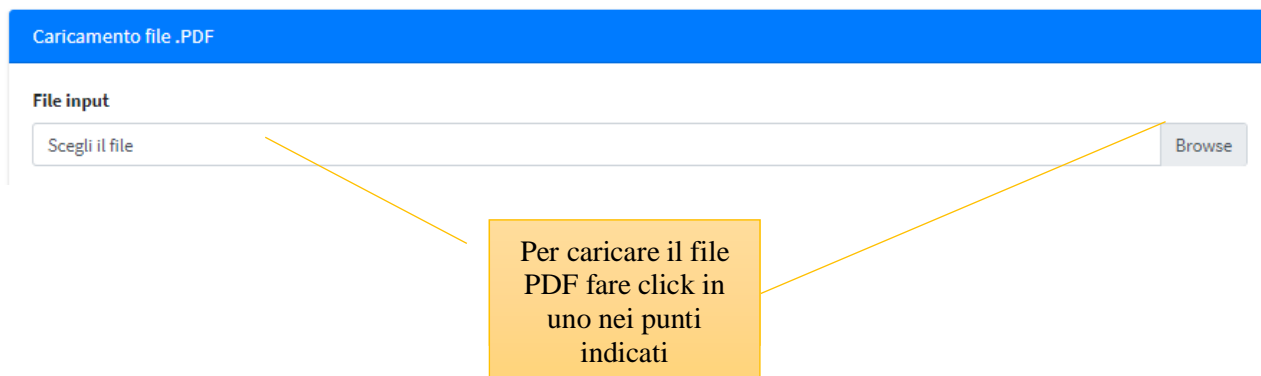 Caricamento file .PDF
File input
Scegli il file
Browse
Per caricare il file
PDF fare click in
uno nei punti
indicati